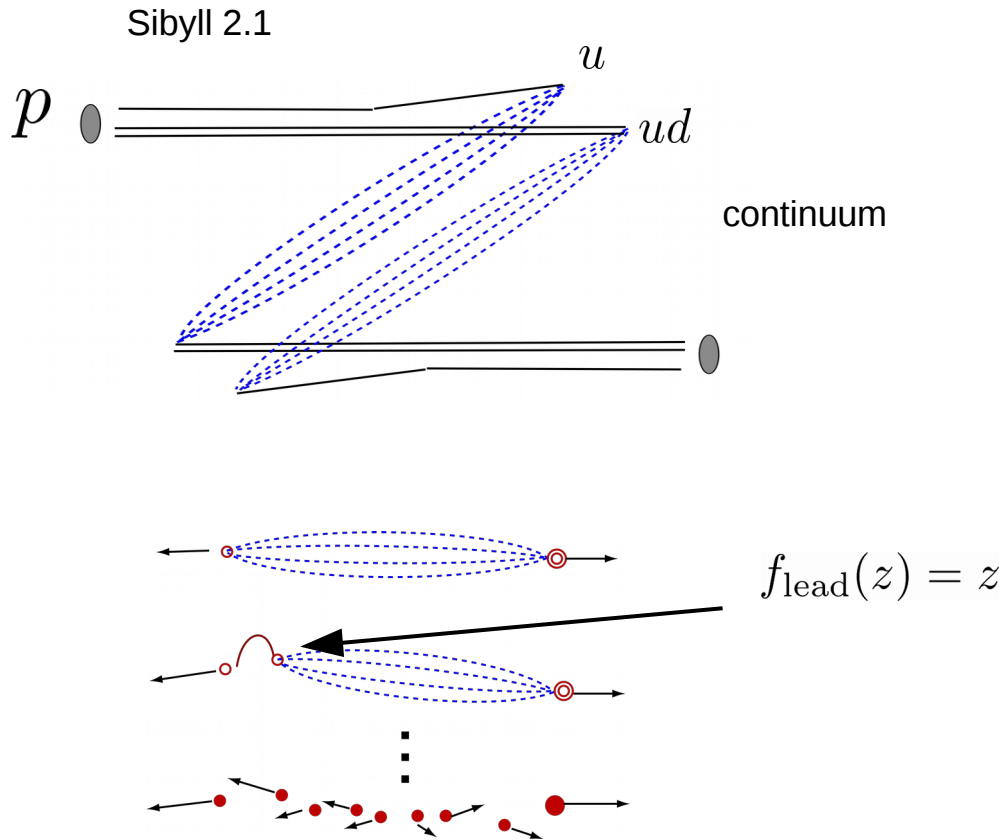 Sibyll 2.1
u
p
ud
continuum
f_lead(z) = z